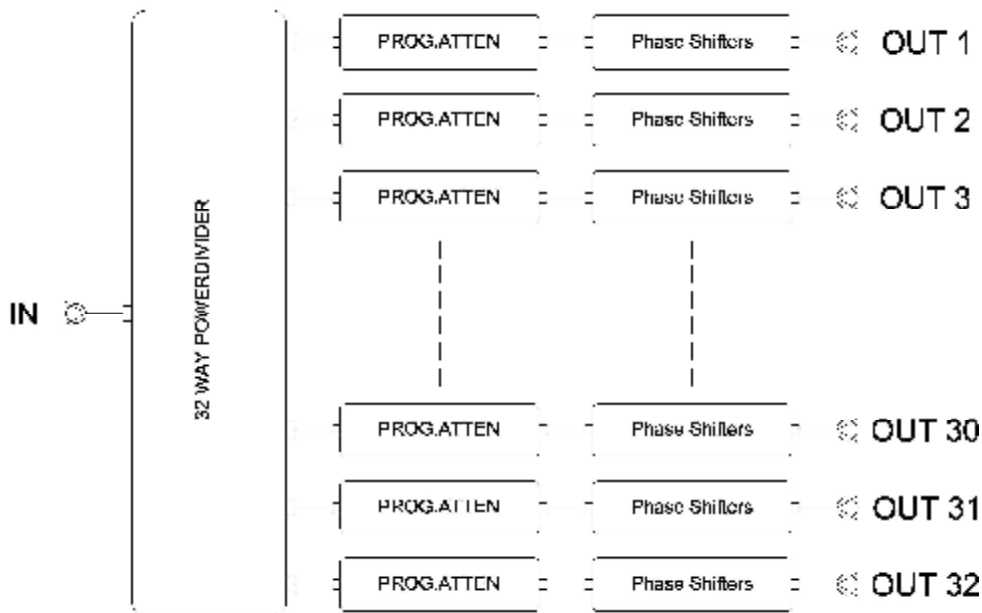 PROG.ATTEN Phase Shifters OUT 1
PROG.ATTEN Phase Shifters OUT 2
PROG.ATTEN Phase Shifters OUT 3
IN
32 WAY POWERDIVIDER
PROG.ATTEN Phase Shifters OUT 30
PROG.ATTEN Phase Shifters OUT 31
PROG.ATTEN Phase Shifters OUT 32